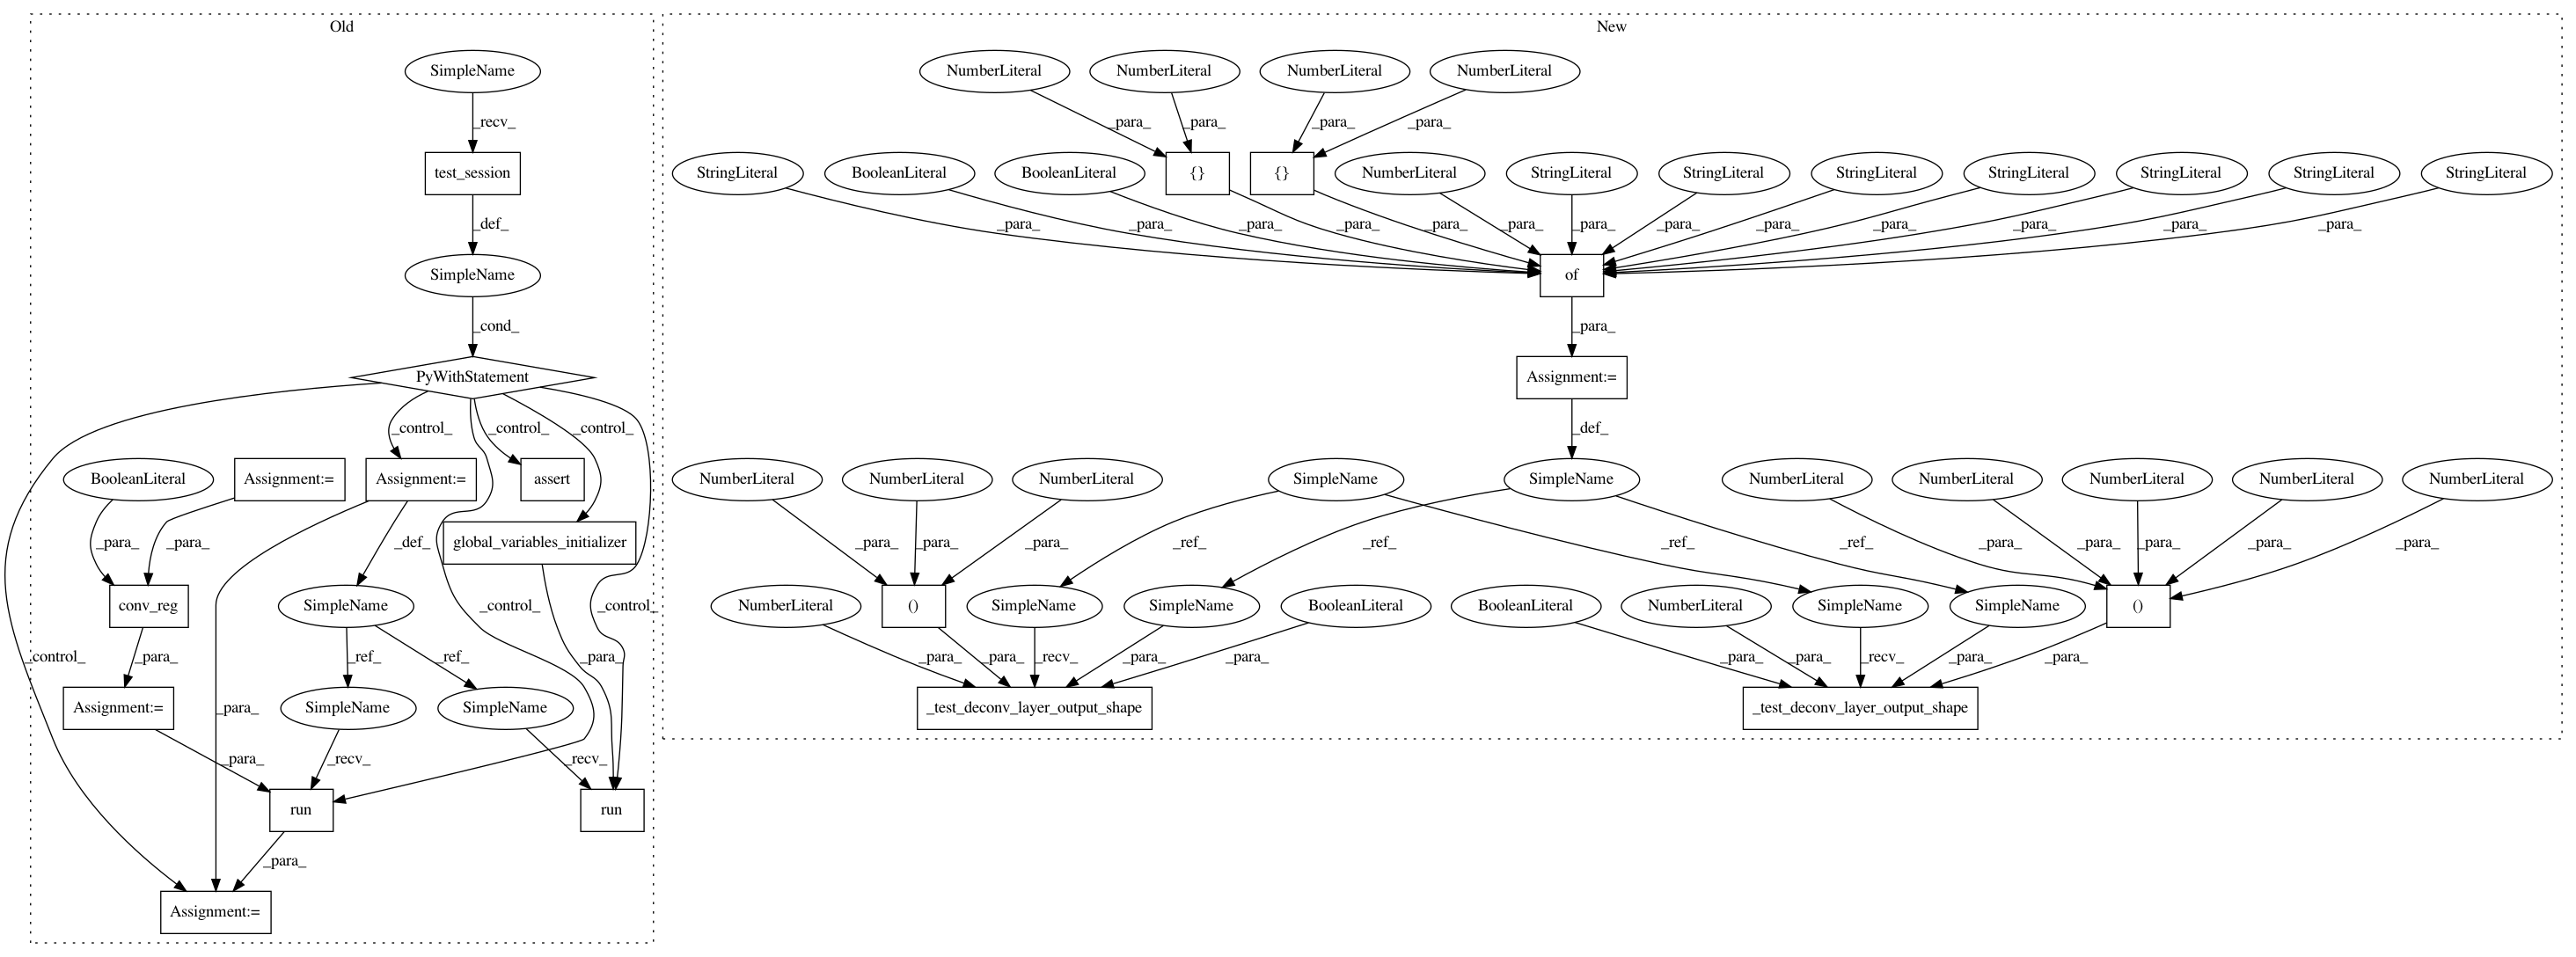 Old
New
SimpleName
NumberLiteral
NumberLiteral
NumberLiteral
NumberLiteral
_recv_
_para_
_para_
_para_
_para_
test_session
StringLiteral
BooleanLiteral
BooleanLiteral
{}
{}
NumberLiteral
StringLiteral
StringLiteral
StringLiteral
StringLiteral
StringLiteral
StringLiteral
StringLiteral
_def_
_para_
_para_
_para_
_para_
_para_
_para_
_para_
_para_
_para_
_para_
_para_
_para_
_para_
SimpleName
of
_cond_
_para_
PyWithStatement
Assignment:=
_control_
_control_
_control_
_def_
BooleanLiteral
Assignment:=
Assignment:=
assert
NumberLiteral
NumberLiteral
NumberLiteral
SimpleName
SimpleName
NumberLiteral
NumberLiteral
NumberLiteral
NumberLiteral
NumberLiteral
_para_
_para_
_def_
global_variables_initializer
_para_
_para_
_para_
_ref_
_ref_
_ref_
_ref_
_para_
_para_
_para_
_para_
_para_
conv_reg
SimpleName
_control_
_control_
NumberLiteral
()
SimpleName
SimpleName
BooleanLiteral
BooleanLiteral
NumberLiteral
SimpleName
SimpleName
()
_control_
_para_
_ref_
_ref_
_para_
_para_
_para_
_recv_
_para_
_para_
_para_
_para_
_recv_
_para_
_para_
Assignment:=
_para_
SimpleName
SimpleName
_test_deconv_layer_output_shape
_test_deconv_layer_output_shape
_para_
_recv_
_recv_
run
run
_para_
Assignment:=